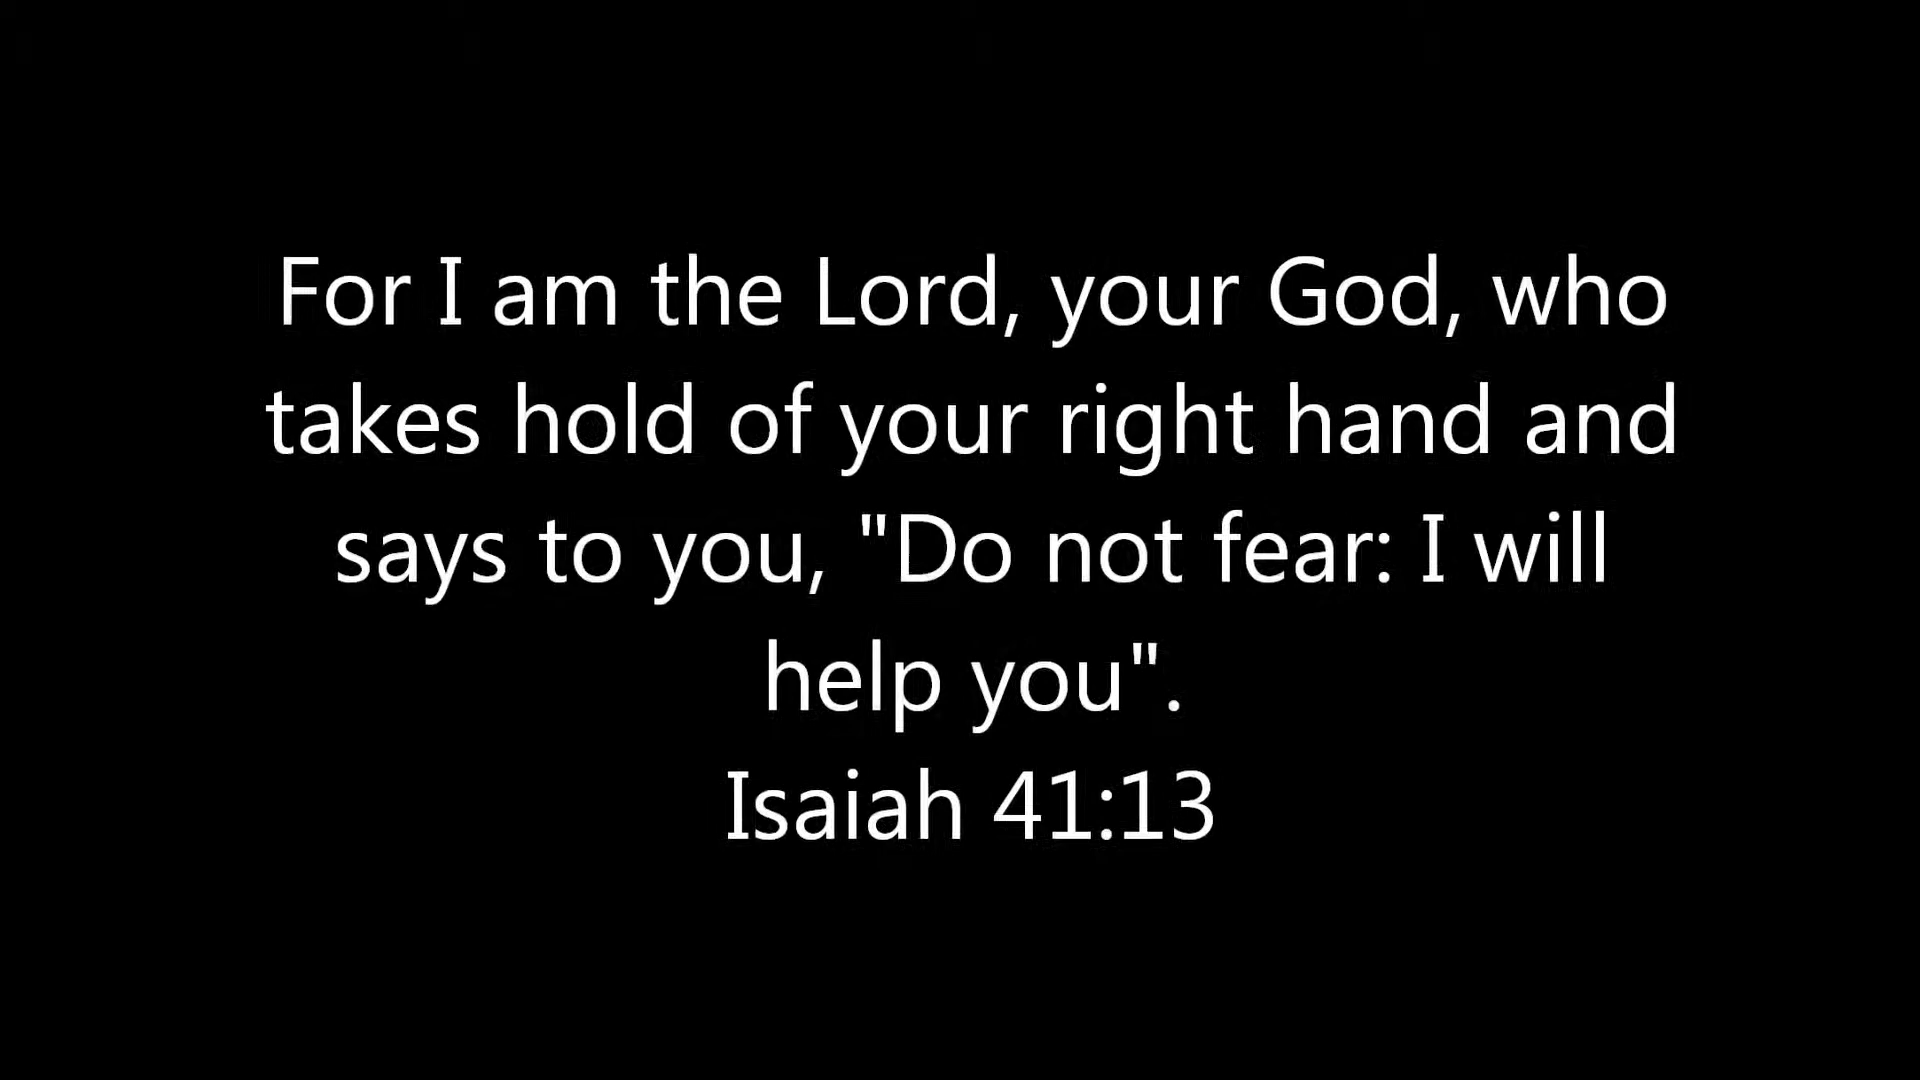 For I am the Lord, your God, who
takes hold of your right hand and
says to you, "Do not fear: I will
help you".
Isaiah 41:13